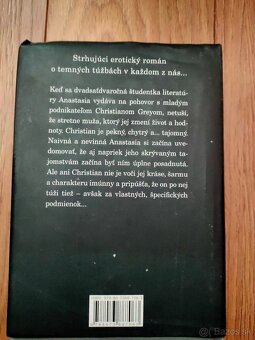 Strhujúci erotický román
o temných túžbách v každom z nás...
Keď sa dvadsaťdvaročná študentka literatú-
ry Anastasia vydáva na pohovor s mladým
podnikateľom Christianom Greyom, netuší,
že stretne muža, ktorý jej zmení život a hod-
noty. Christian je pekný, chytrý a... tajomný.
Naivná a nevinná Anastasia si začína uve-
domovať, že aj napriek jeho skrývaným ta-
jomstvám začína byť ním úplne posadnutá.
Ale ani Christian nie je voči jej kráse, šarmu
a charakteru imúnny a pripúšťa, že on po nej
túži tiež – avšak za vlastných, špecifických
podmienok...
Bazos.sk